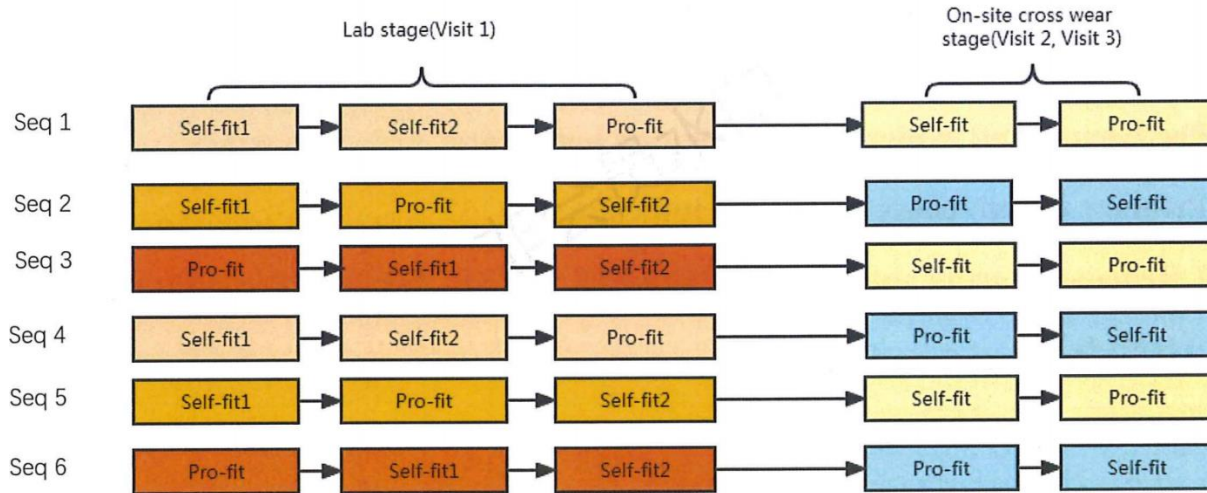 Lab stage(Visit 1)
On-site cross wear
stage(Visit 2, Visit 3)
Seq 1 Self-fit1 Self-fit2 Pro-fit Self-fit Pro-fit
Seq 2 Self-fit1 Pro-fit Self-fit2 Pro-fit Self-fit
Seq 3 Pro-fit Self-fit1 Self-fit2 Self-fit Pro-fit
Seq 4 Self-fit1 Self-fit2 Pro-fit Pro-fit Self-fit
Seq 5 Self-fit1 Pro-fit Self-fit2 Self-fit Pro-fit
Seq 6 Pro-fit Self-fit1 Self-fit2 Pro-fit Self-fit